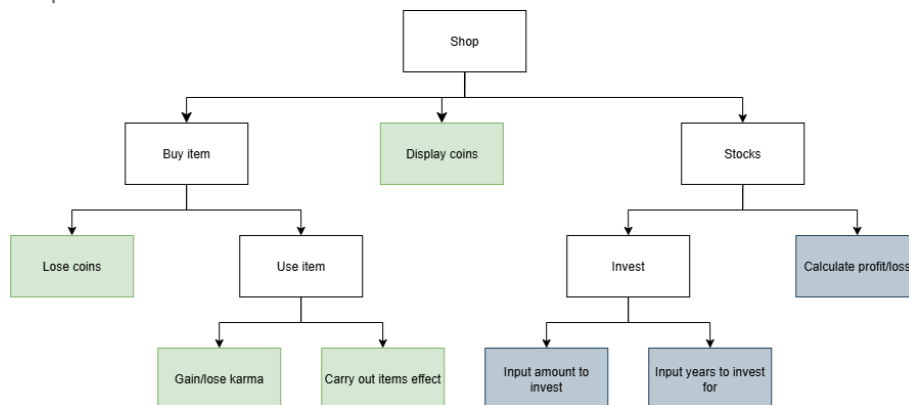 Shop
Buy item
Display coins
Stocks
Lose coins
Use item
Invest
Calculate profit/loss
Gain/lose karma
Carry out items effect
Input amount to
invest
Input years to invest
for